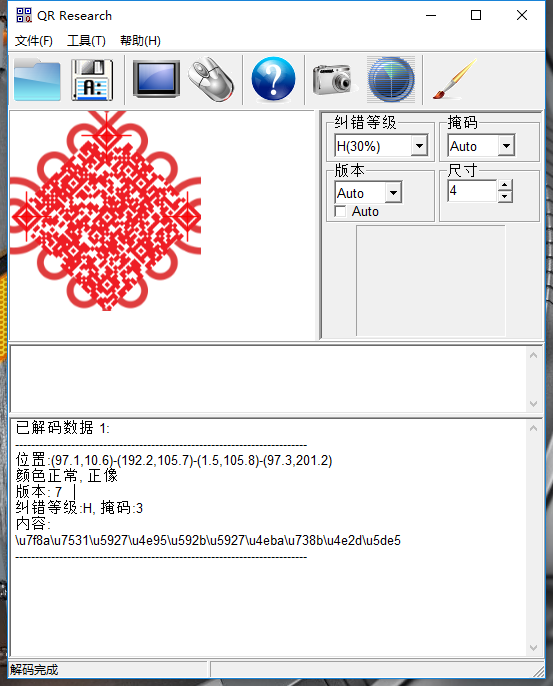 QR Research
文件(F) 工具(T) 帮助(H)
A:
?
纠错等级
掩码
H(30%)
Auto
版本
尺寸
Auto
4
Auto
已解码数据 1:
-------------------------------------------------------------------------
位置:(97.1,10.6)-(192.2,105.7)-(1.5,105.8)-(97.3,201.2)
颜色正常, 正像
版本: 7
纠错等级:H, 掩码:3
内容:
\u7f8a\u7531\u5927\u4e95\u592b\u5927\u4eba\u738b\u4e2d\u5de5
-------------------------------------------------------------------------
解码完成